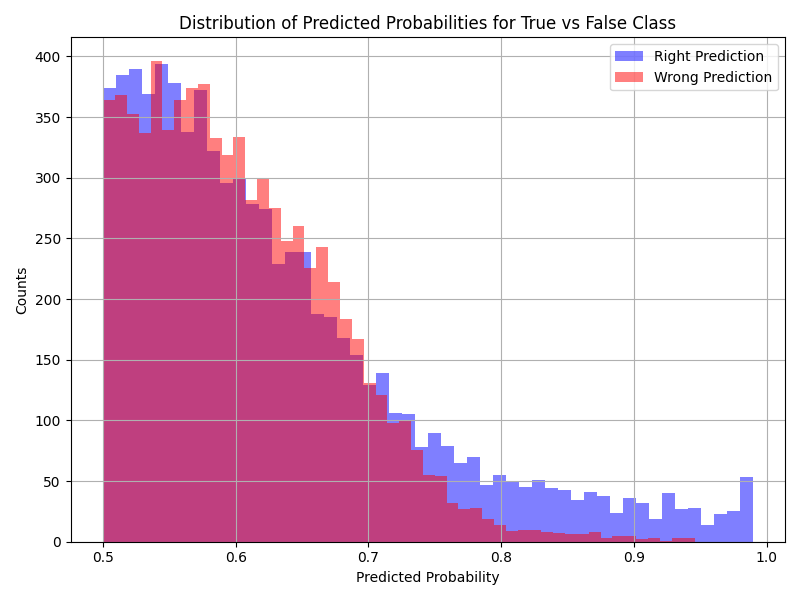 Distribution of Predicted Probabilities for True vs False Class
Right Prediction
Wrong Prediction
Counts
400
350
300
250
200
150
100
50
0
0.5 0.6 0.7 0.8 0.9 1.0
Predicted Probability